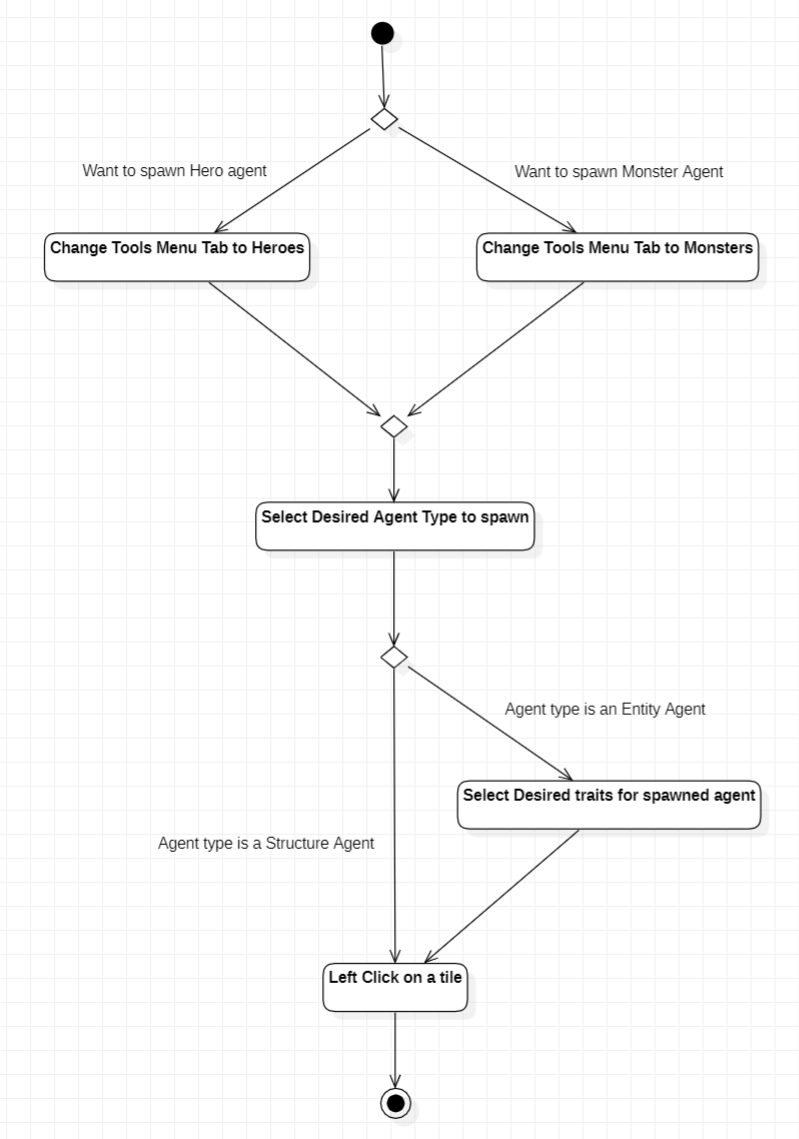 Want to spawn Hero agent
Want to spawn Monster Agent
Change Tools Menu Tab to Heroes
Change Tools Menu Tab to Monsters
Select Desired Agent Type to spawn
Agent type is an Entity Agent
Select Desired traits for spawned agent
Agent type is a Structure Agent
Left Click on a tile